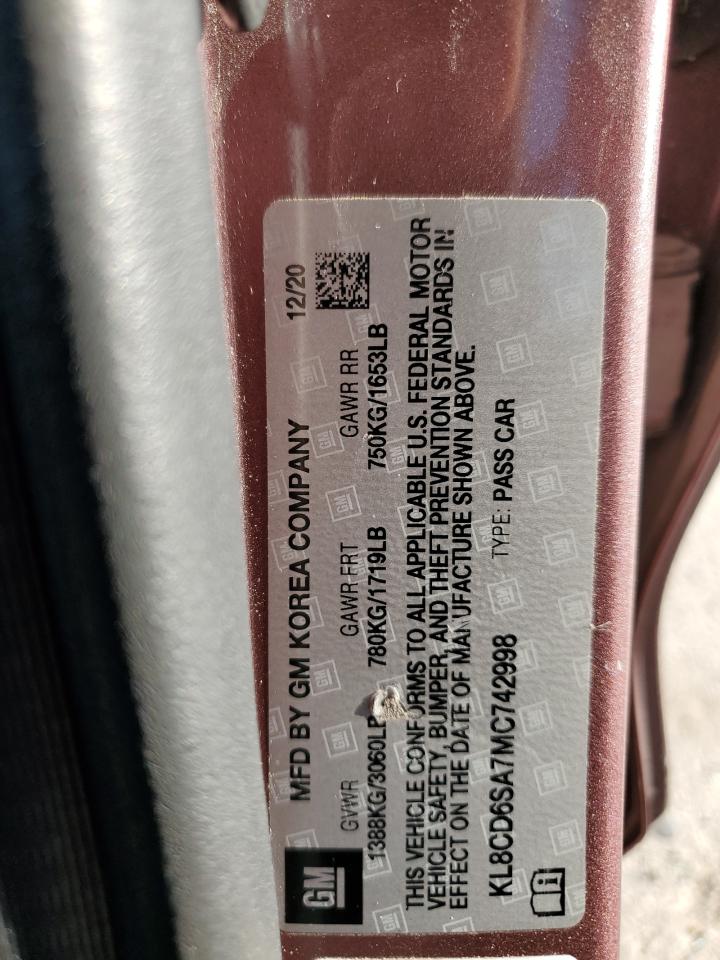 GM
MFD BY GM KOREA COMPANY 12/20
GVWR GAWR FRT GAWR RR
1388KG/3060LB 780KG/1719LB 750KG/1653LB
THIS VEHICLE CONFORMS TO ALL APPLICABLE U.S. FEDERAL MOTOR
VEHICLE SAFETY, BUMPER, AND THEFT PREVENTION STANDARDS IN
EFFECT ON THE DATE OF MANUFACTURE SHOWN ABOVE.
KL8CD6SA7MC742998 TYPE: PASS CAR